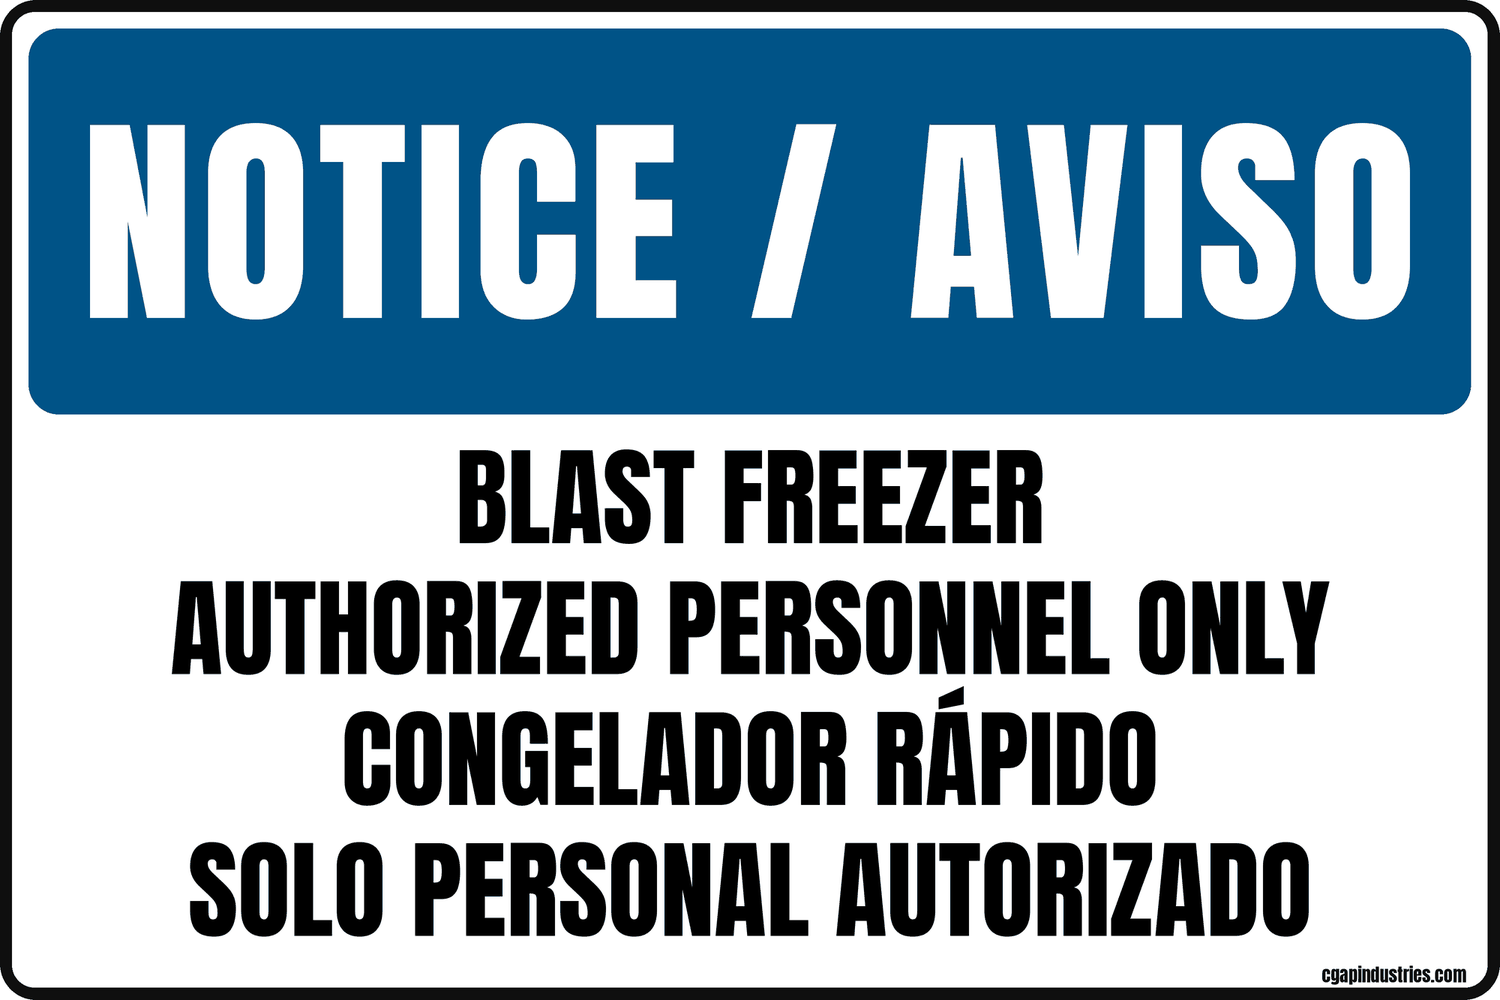 NOTICE / AVISO
BLAST FREEZER
AUTHORIZED PERSONNEL ONLY
CONGELADOR RÁPIDO
SOLO PERSONAL AUTORIZADO
cgapindustries.com